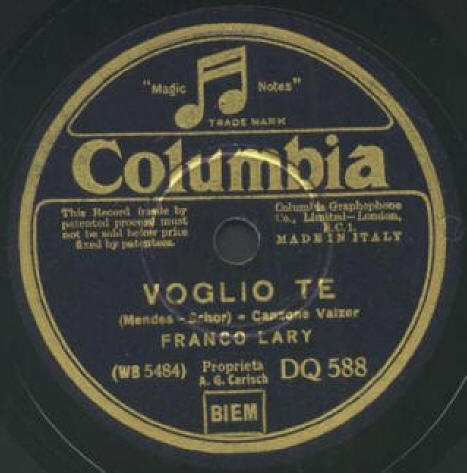 "Magic Notes"
TRADE MARK
Columbia
This Record (made by
patented process) must
not be sold below price
fixed by patentees.
Columbia Graphophone
Co., Limited—London,
E.C.1.
MADE IN ITALY
VOGLIO TE
(Mendes - Schor) - Canzone Valzer
FRANCO LARY
(WB 5484) Proprieta DQ 588
A. G. Carisch
BIEM